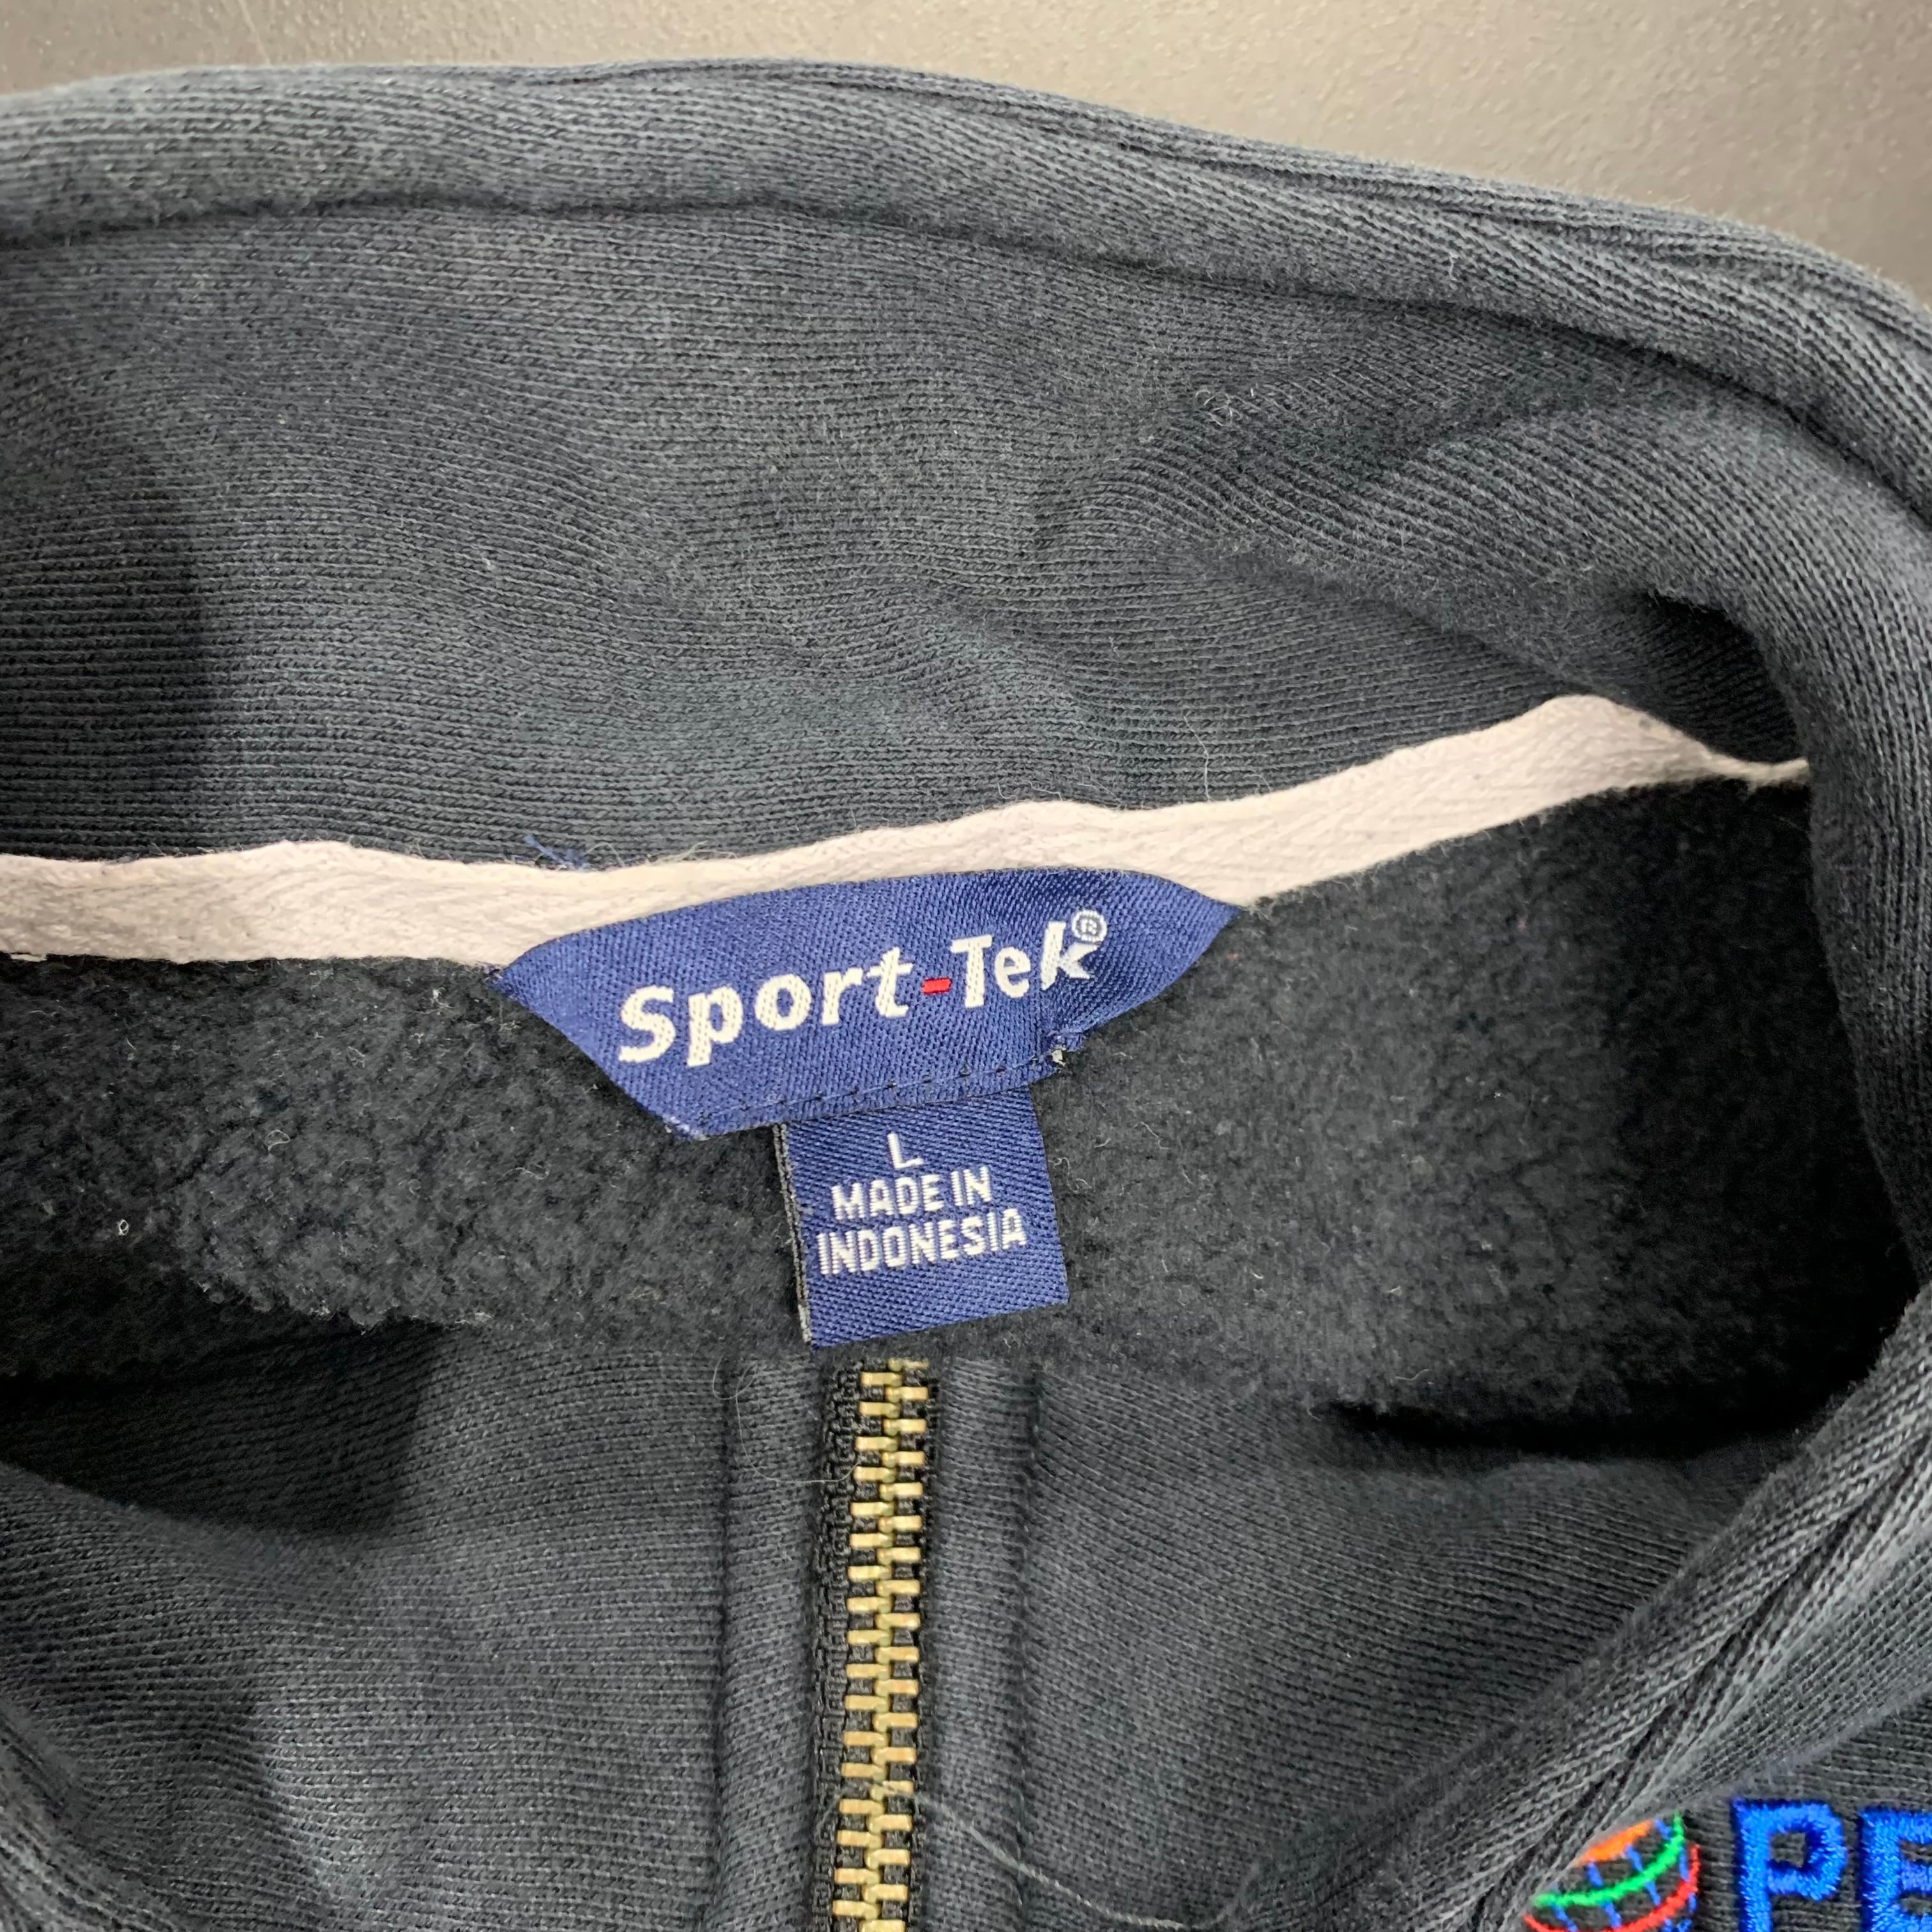 Sport-Tek®
L
MADE IN
INDONESIA
PE